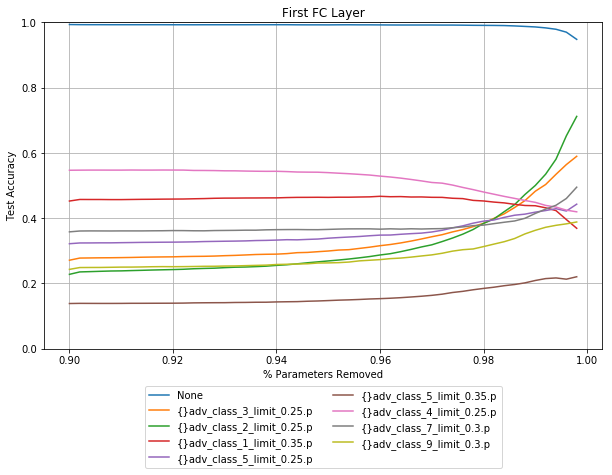 First FC Layer
1.0
0.8
0.6
0.4
0.2
0.0
Test Accuracy
0.90
0.92
0.94
0.96
0.98
1.00
% Parameters Removed
None
{}adv_class_3_limit_0.25.p
{}adv_class_2_limit_0.25.p
{}adv_class_1_limit_0.35.p
{}adv_class_5_limit_0.25.p
{}adv_class_5_limit_0.35.p
{}adv_class_4_limit_0.25.p
{}adv_class_7_limit_0.3.p
{}adv_class_9_limit_0.3.p